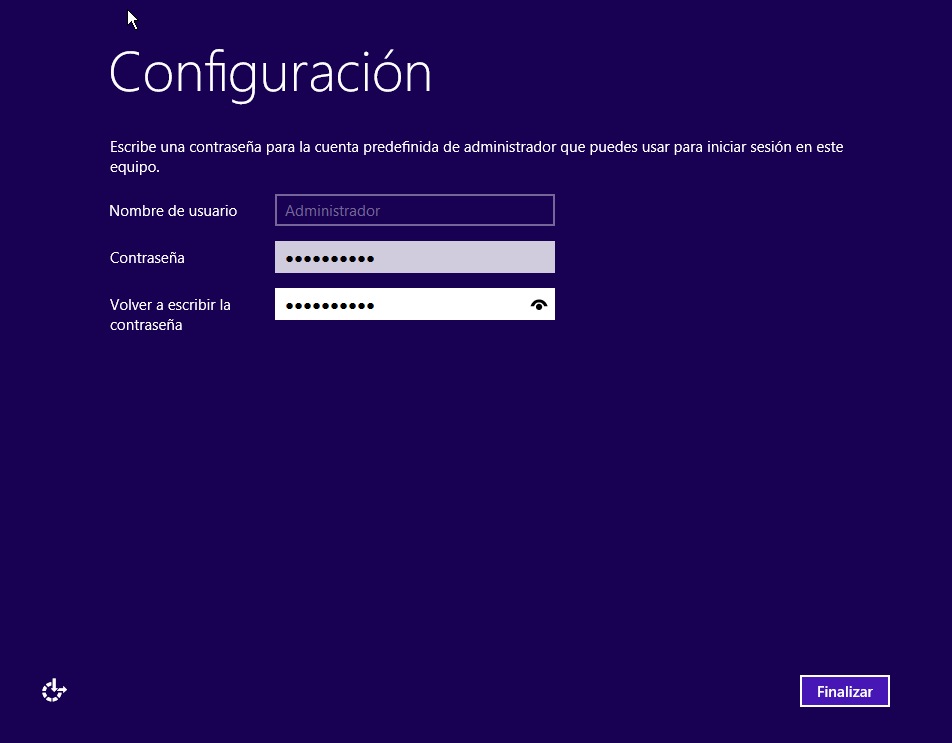 Configuración
Escribe una contraseña para la cuenta predefinida de administrador que puedes usar para iniciar sesión en este
equipo.
Nombre de usuario
Administrador
Contraseña
●●●●●●●●●●
Volver a escribir la
contraseña
●●●●●●●●●●
Finalizar